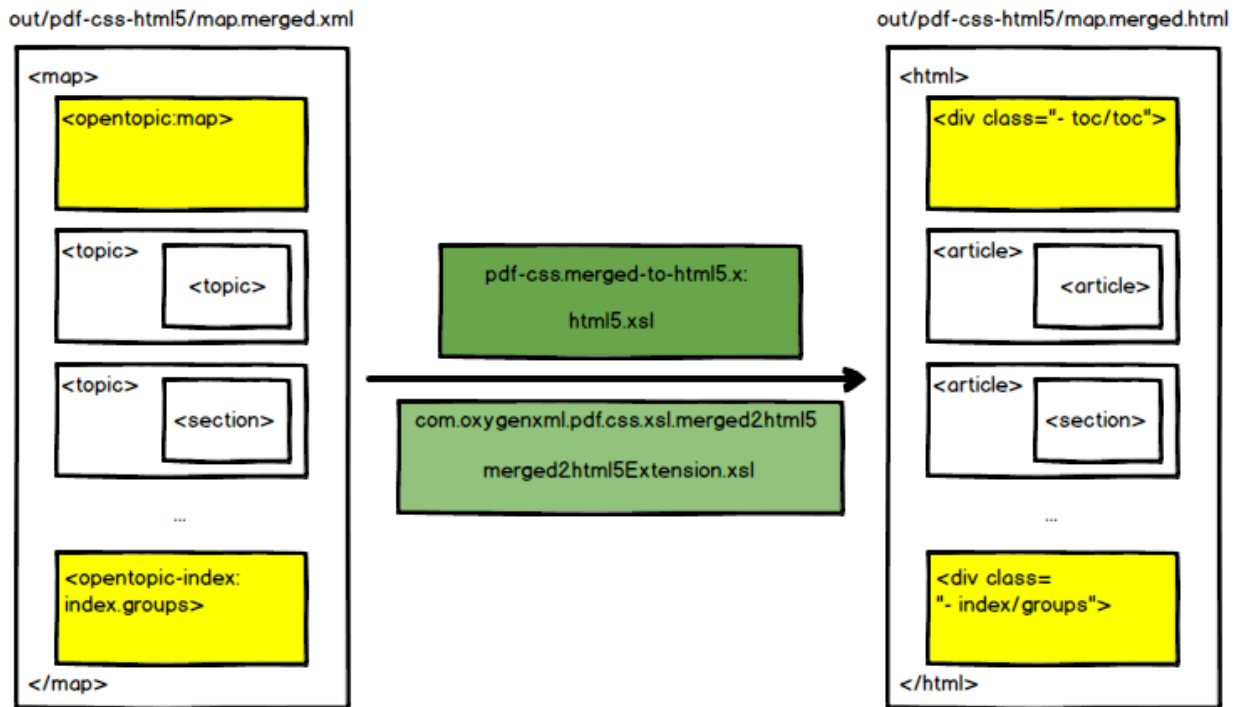 out/pdf-css-html5/map.merged.xml
<map>
<opentopic:map>
<topic>
<topic>
<topic>
<section>
...
<opentopic-index:
index.groups>
</map>
pdf-css.merged-to-html5.x:
html5.xsl
com.oxygenxml.pdf.css.xsl.merged2html5
merged2html5Extension.xsl
out/pdf-css-html5/map.merged.html
<html>
<div class="- toc/toc">
<article>
<article>
<article>
<section>
...
<div class=
"- index/groups">
</html>